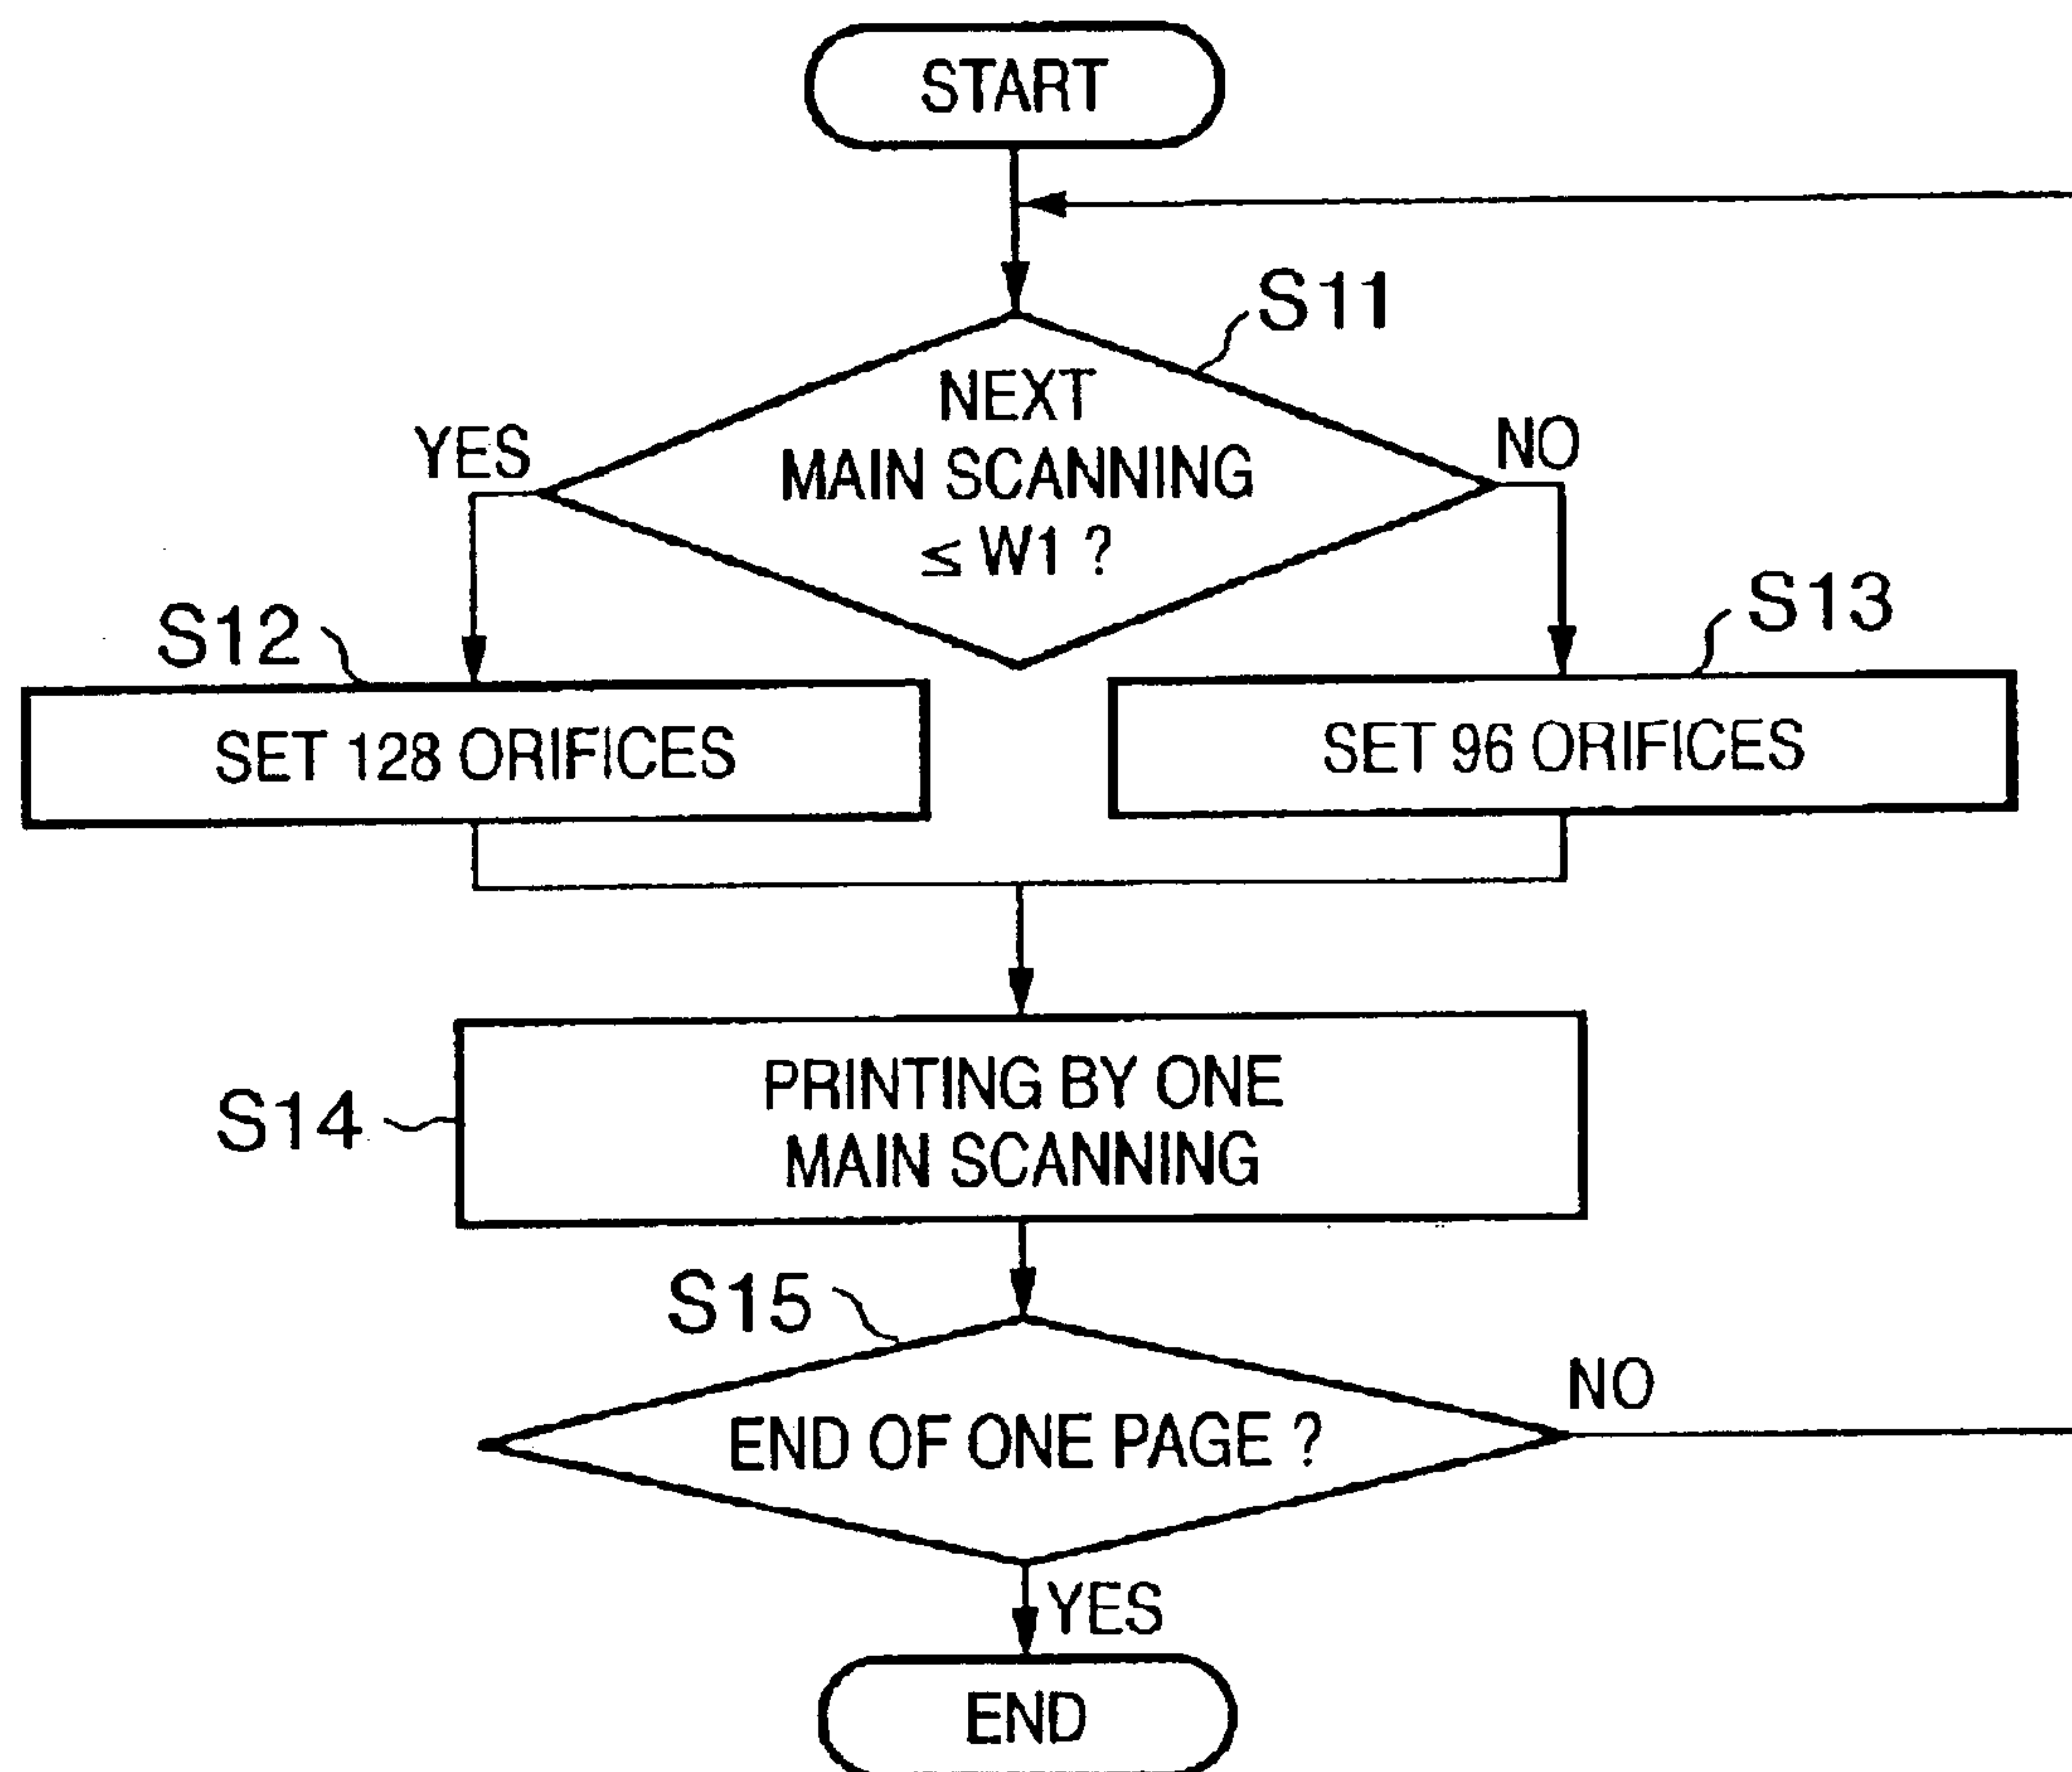 START
S11
NEXT
MAIN SCANNING
≤ W1 ?
YES
NO
S12
S13
SET 128 ORIFICES
SET 96 ORIFICES
S14
PRINTING BY ONE
MAIN SCANNING
S15
END OF ONE PAGE ?
NO
YES
END